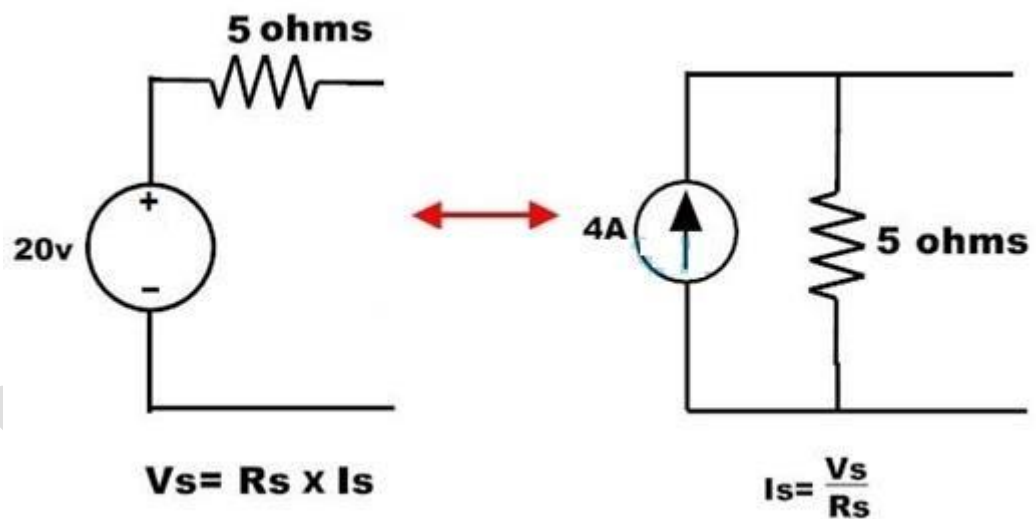 5 ohms
+
20v
−
4A
5 ohms
Vs= Rs x Is
Is= Vs
Rs